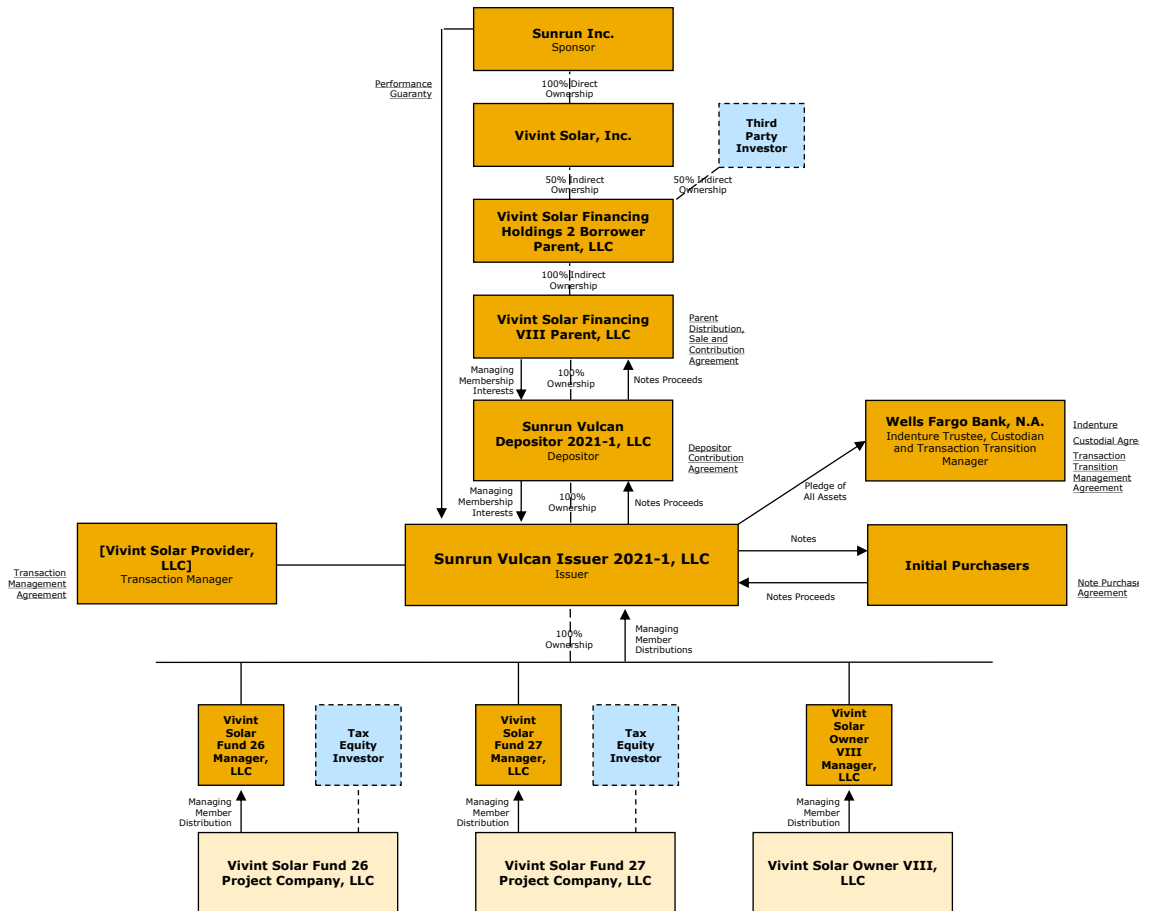 Sunrun Inc.
Sponsor
Performance
Guaranty
100% Direct
Ownership
Vivint Solar, Inc.
Third
Party
Investor
50% Indirect
Ownership
50% Indirect
Ownership
Vivint Solar Financing
Holdings 2 Borrower
Parent, LLC
100% Indirect
Ownership
Vivint Solar Financing
VIII Parent, LLC
Parent
Distribution,
Sale and
Contribution
Agreement
Managing
Membership
Interests
100%
Ownership
Notes Proceeds
Sunrun Vulcan
Depositor 2021-1, LLC
Depositor
Depositor
Contribution
Agreement
Wells Fargo Bank, N.A.
Indenture Trustee, Custodian
and Transaction Transition
Manager
Indenture
Custodial Agre
Transaction
Transition
Management
Agreement
Managing
Membership
Interests
100%
Ownership
Notes Proceeds
Pledge of
All Assets
[Vivint Solar Provider,
LLC]
Transaction Manager
Transaction
Management
Agreement
Sunrun Vulcan Issuer 2021-1, LLC
Issuer
Notes
Notes Proceeds
Initial Purchasers
Note Purchase
Agreement
100%
Ownership
Managing
Member
Distributions
Vivint
Solar
Fund 26
Manager,
LLC
Tax
Equity
Investor
Vivint
Solar
Fund 27
Manager,
LLC
Tax
Equity
Investor
Vivint
Solar
Owner
VIII
Manager,
LLC
Managing
Member
Distribution
Managing
Member
Distribution
Managing
Member
Distribution
Vivint Solar Fund 26
Project Company, LLC
Vivint Solar Fund 27
Project Company, LLC
Vivint Solar Owner VIII,
LLC